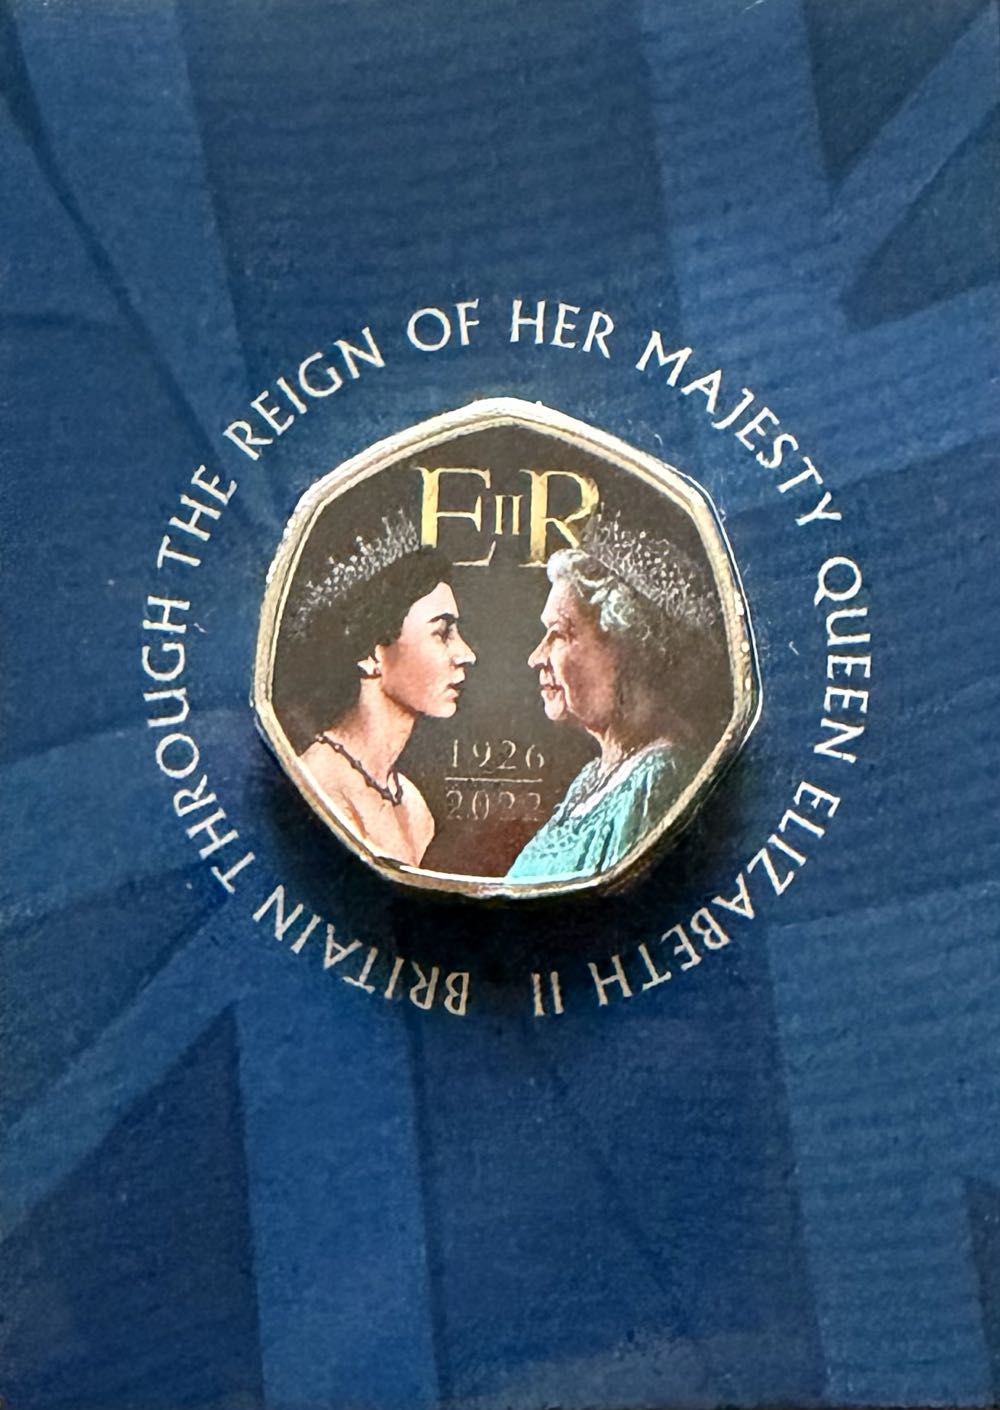 BRITAIN THROUGH THE REIGN OF HER MAJESTY QUEEN ELIZABETH II
EIIR
1926
2022